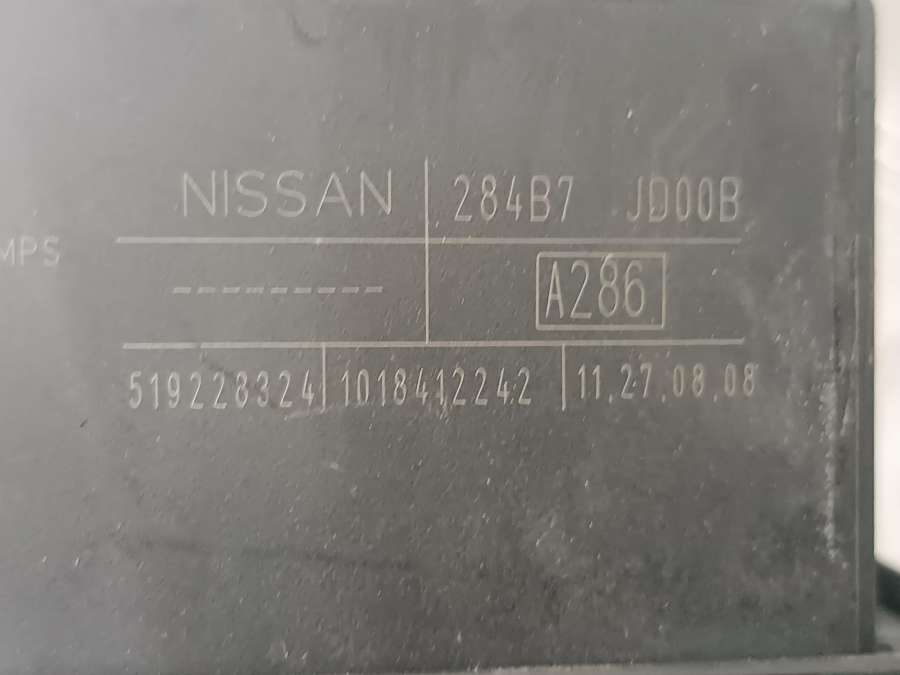 NISSAN 284B7 JD00B
MPS
--------- A286
519228324 1018412242 11.27.08.08